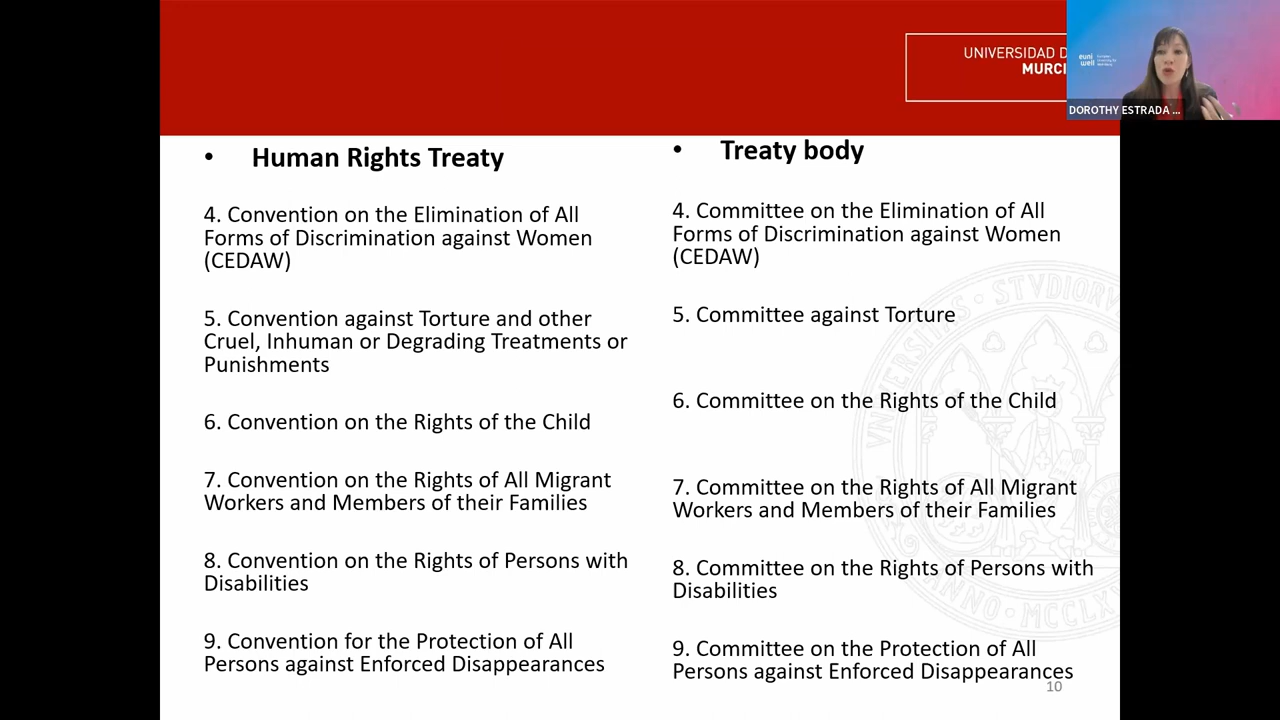 UNIVERSIDAD D
MURCI
euni
well
DOROTHY ESTRADA ...
• Human Rights Treaty
4. Convention on the Elimination of All
Forms of Discrimination against Women
(CEDAW)
5. Convention against Torture and other
Cruel, Inhuman or Degrading Treatments or
Punishments
6. Convention on the Rights of the Child
7. Convention on the Rights of All Migrant
Workers and Members of their Families
8. Convention on the Rights of Persons with
Disabilities
9. Convention for the Protection of All
Persons against Enforced Disappearances
• Treaty body
4. Committee on the Elimination of All
Forms of Discrimination against Women
(CEDAW)
5. Committee against Torture
6. Committee on the Rights of the Child
7. Committee on the Rights of All Migrant
Workers and Members of their Families
8. Committee on the Rights of Persons with
Disabilities
9. Committee on the Protection of All
Persons against Enforced Disappearances
10
VNIVERSITAS
STVDIORV
ANNO MCCLX